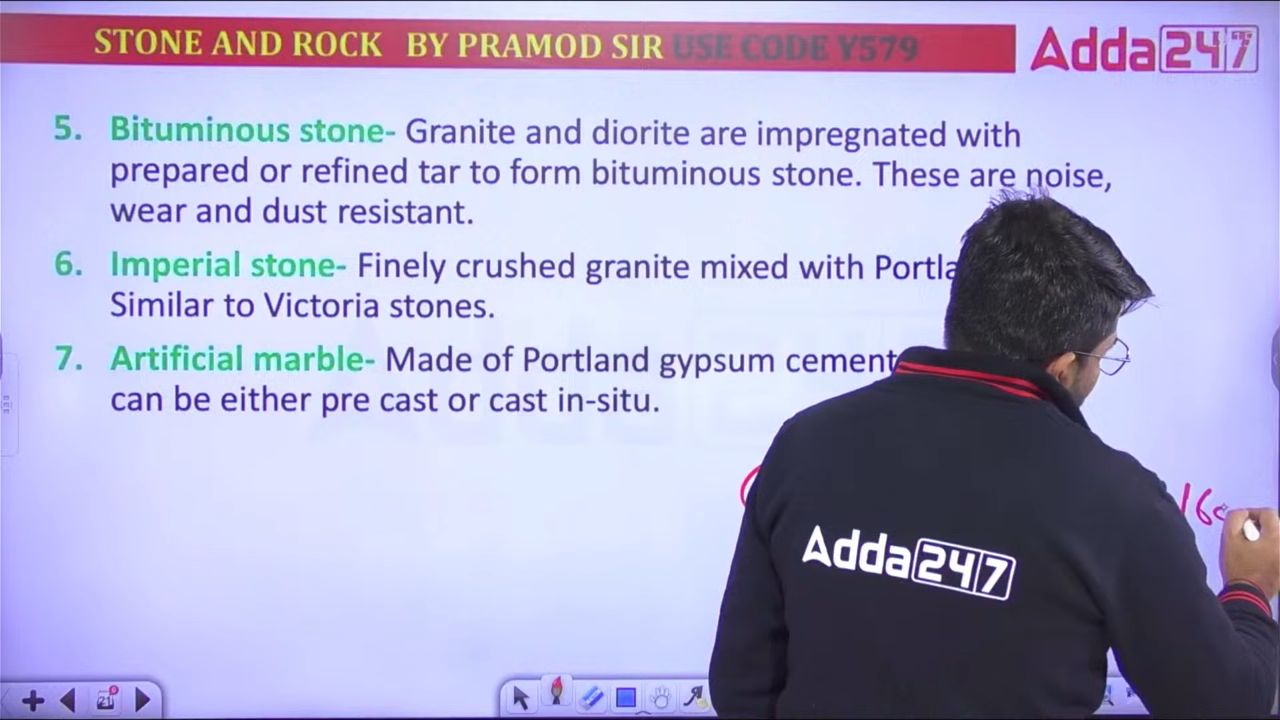 STONE AND ROCK BY PRAMOD SIR USE CODE Y579
Adda247
5. Bituminous stone- Granite and diorite are impregnated with
prepared or refined tar to form bituminous stone. These are noise,
wear and dust resistant.
6. Imperial stone- Finely crushed granite mixed with Portla
Similar to Victoria stones.
7. Artificial marble- Made of Portland gypsum cement
can be either pre cast or cast in-situ.
Adda247
21